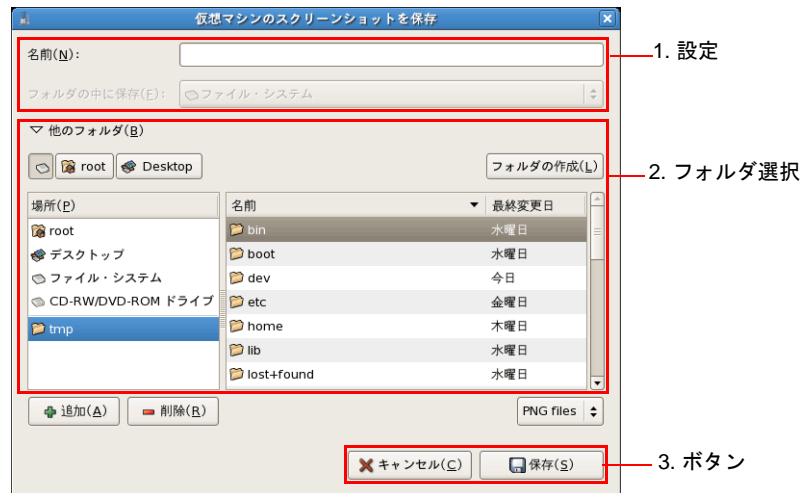 仮想マシンのスクリーンショットを保存
名前(N):
1. 設定
フォルダの中に保存(F): ファイル・システム
▽ 他のフォルダ(B)
root Desktop フォルダの作成(L)
2. フォルダ選択
場所(P) 名前 最終変更日
root bin 水曜日
デスクトップ boot 水曜日
ファイル・システム dev 今日
CD-RW/DVD-ROM ドライブ etc 金曜日
tmp home 木曜日
lib 水曜日
lost+found 水曜日
追加(A) 削除(R) PNG files
キャンセル(C) 保存(S)
3. ボタン